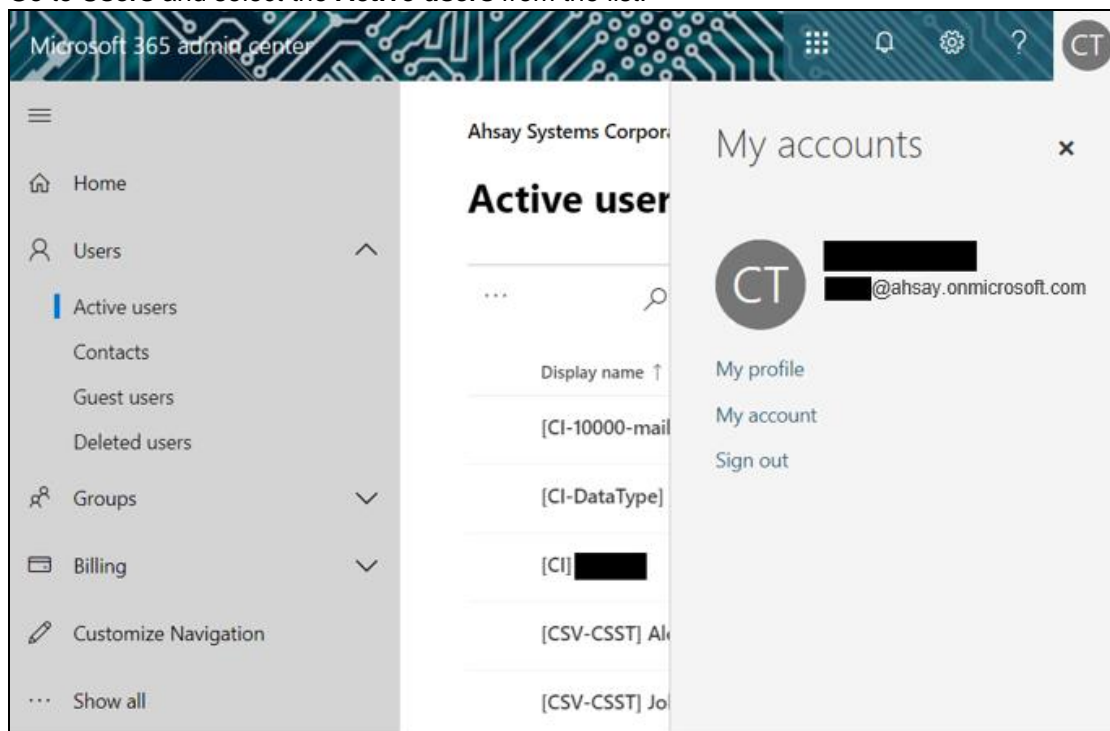 Go to Users and select the Active users from the list.
Microsoft 365 admin center
?
CT
Home
Users
Active users
Contacts
Guest users
Deleted users
Groups
Billing
Customize Navigation
... Show all
Ahsay Systems Corpora
Active user
...
Display name ↑
[CI-10000-mail
[CI-DataType]
[CI]
[CSV-CSST] Ale
[CSV-CSST] Jo
My accounts
×
CT
@ahsay.onmicrosoft.com
My profile
My account
Sign out